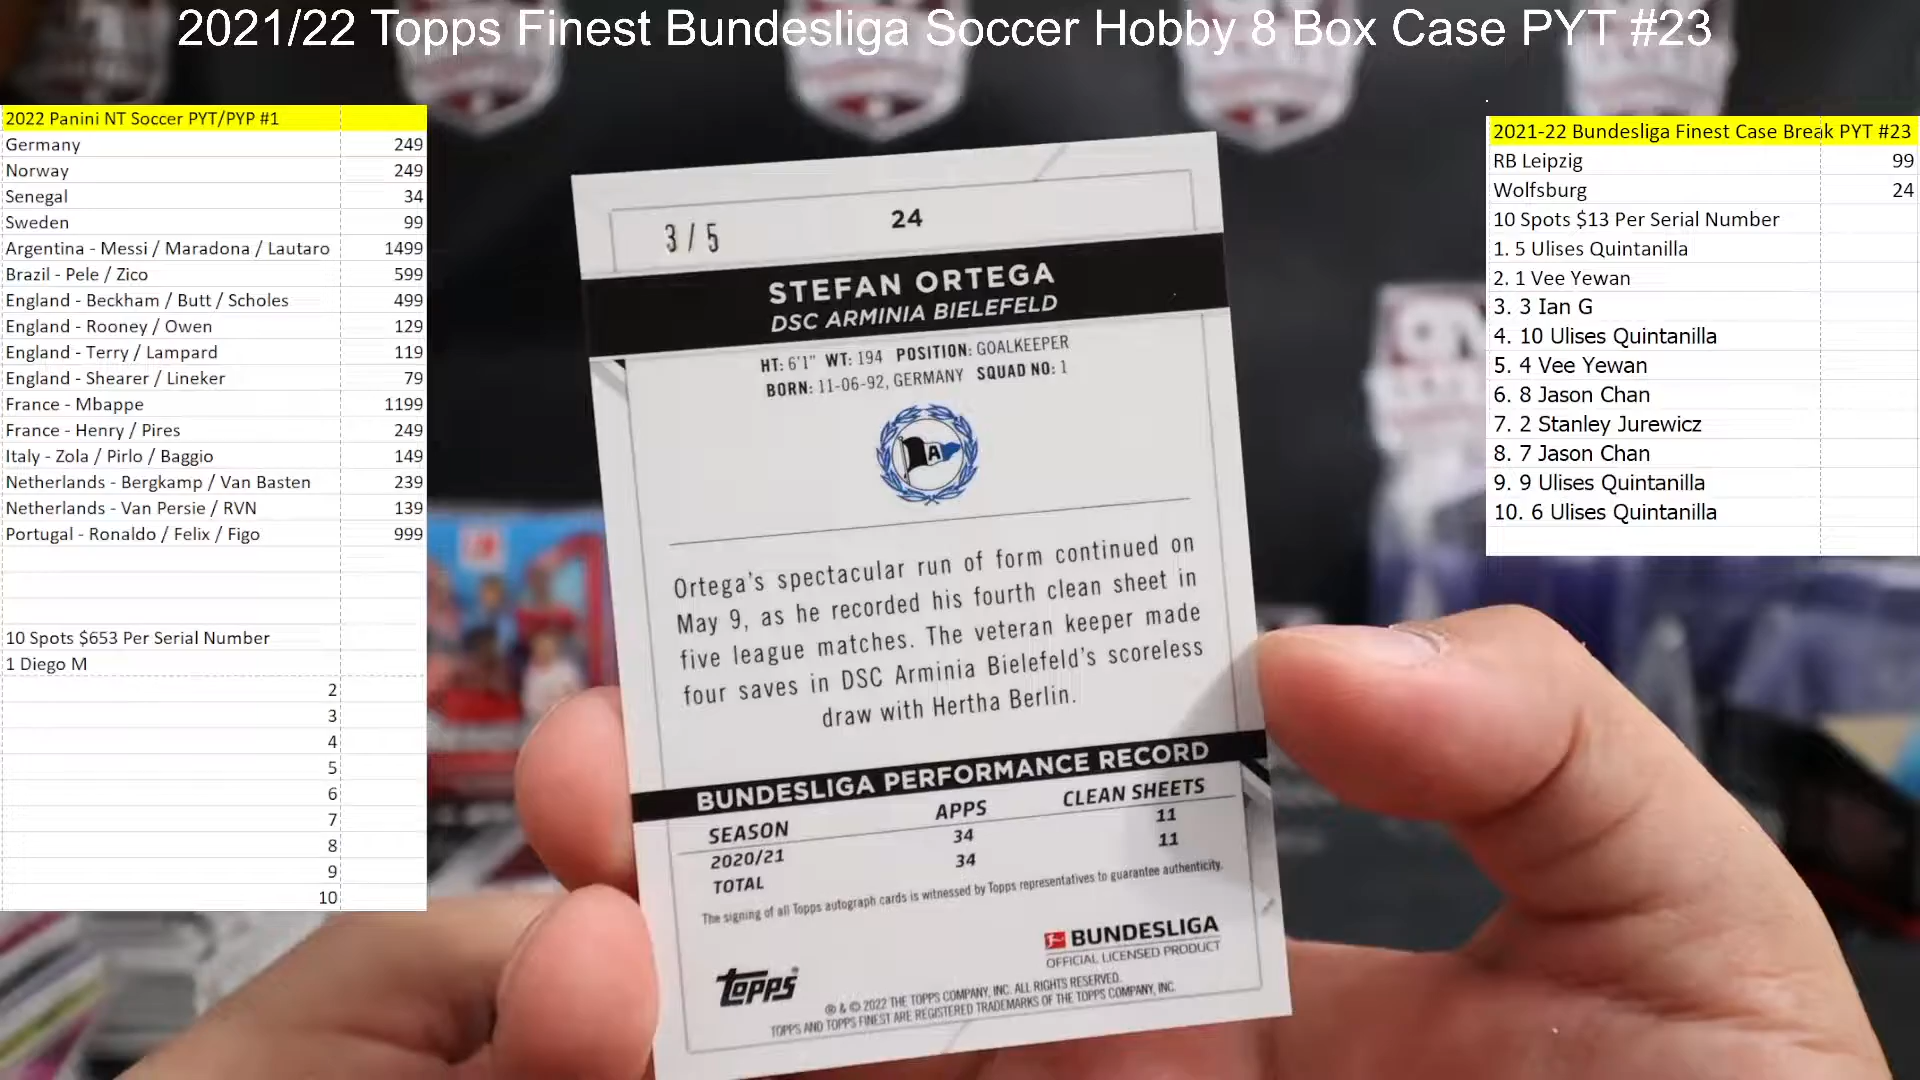 2021/22 Topps Finest Bundesliga Soccer Hobby 8 Box Case PYT #23
2022 Panini NT Soccer PYT/PYP #1
Germany 249
Norway 249
Senegal 34
Sweden 99
Argentina - Messi / Maradona / Lautaro 1499
Brazil - Pele / Zico 599
England - Beckham / Butt / Scholes 499
England - Rooney / Owen 129
England - Terry / Lampard 119
England - Shearer / Lineker 79
France - Mbappe 1199
France - Henry / Pires 249
Italy - Zola / Pirlo / Baggio 149
Netherlands - Bergkamp / Van Basten 239
Netherlands - Van Persie / RVN 139
Portugal - Ronaldo / Felix / Figo 999
10 Spots $653 Per Serial Number
1 Diego M
2
3
4
5
6
7
8
9
10
3/5
24
STEFAN ORTEGA
DSC ARMINIA BIELEFELD
HT: 6'1" WT: 194 POSITION: GOALKEEPER
BORN: 11-06-92, GERMANY SQUAD NO: 1
A
Ortega's spectacular run of form continued on
May 9, as he recorded his fourth clean sheet in
five league matches. The veteran keeper made
four saves in DSC Arminia Bielefeld's scoreless
draw with Hertha Berlin.
BUNDESLIGA PERFORMANCE RECORD
SEASON APPS CLEAN SHEETS
2020/21 34 11
TOTAL 34 11
The signing of all Topps autograph cards is witnessed by Topps representatives to guarantee authenticity.
BUNDESLIGA
OFFICIAL LICENSED PRODUCT
Topps®
® & © 2022 THE TOPPS COMPANY, INC. ALL RIGHTS RESERVED.
TOPPS AND TOPPS FINEST ARE REGISTERED TRADEMARKS OF THE TOPPS COMPANY, INC.
2021-22 Bundesliga Finest Case Break PYT #23
RB Leipzig 99
Wolfsburg 24
10 Spots $13 Per Serial Number
1. 5 Ulises Quintanilla
2. 1 Vee Yewan
3. 3 Ian G
4. 10 Ulises Quintanilla
5. 4 Vee Yewan
6. 8 Jason Chan
7. 2 Stanley Jurewicz
8. 7 Jason Chan
9. 9 Ulises Quintanilla
10. 6 Ulises Quintanilla